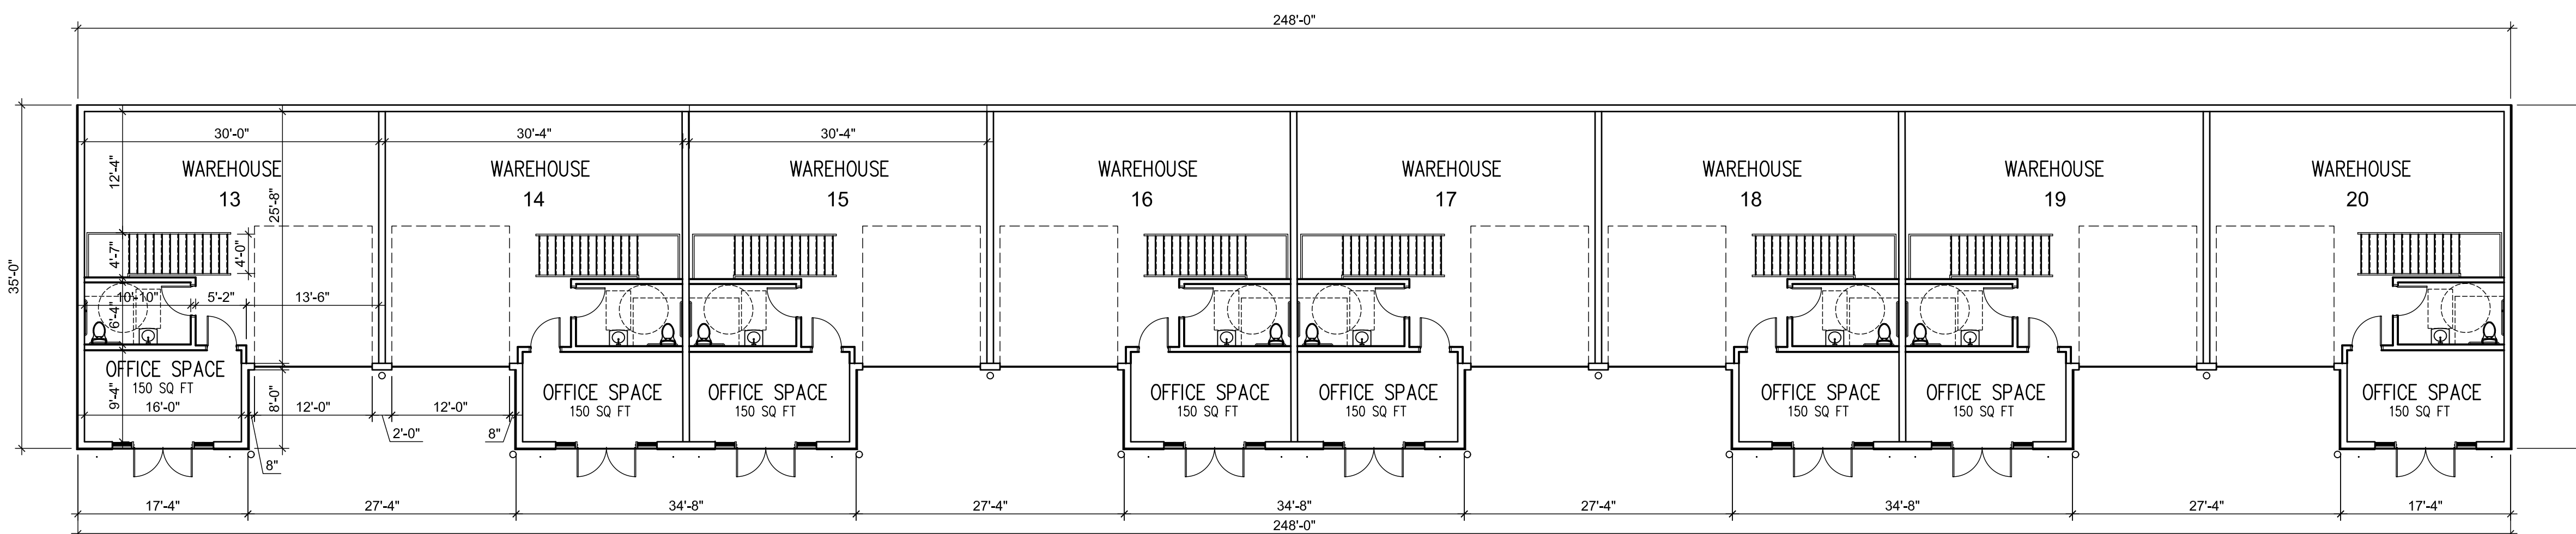 248'-0"
30'-0"
30'-4"
30'-4"
12'-4"
25'-8"
35'-0"
WAREHOUSE
13
WAREHOUSE
14
WAREHOUSE
15
WAREHOUSE
16
WAREHOUSE
17
WAREHOUSE
18
WAREHOUSE
19
WAREHOUSE
20
4'-7"
4'-0"
10'-10"
5'-2"
13'-6"
6'-4"
OFFICE SPACE
150 SQ FT
OFFICE SPACE
150 SQ FT
OFFICE SPACE
150 SQ FT
OFFICE SPACE
150 SQ FT
OFFICE SPACE
150 SQ FT
OFFICE SPACE
150 SQ FT
OFFICE SPACE
150 SQ FT
OFFICE SPACE
150 SQ FT
9'-4"
16'-0"
8'-0"
12'-0"
12'-0"
2'-0"
8"
8"
17'-4"
27'-4"
34'-8"
27'-4"
34'-8"
27'-4"
34'-8"
27'-4"
17'-4"
248'-0"